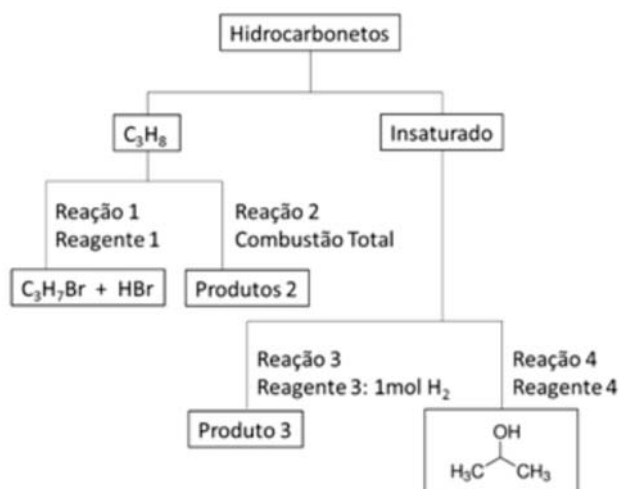 Hidrocarbonetos
C₃H₈
Insaturado
Reação 1
Reagente 1
Reação 2
Combustão Total
C₃H₇Br + HBr
Produtos 2
Reação 3
Reagente 3: 1mol H₂
Reação 4
Reagente 4
Produto 3
OH
H₃C CH₃